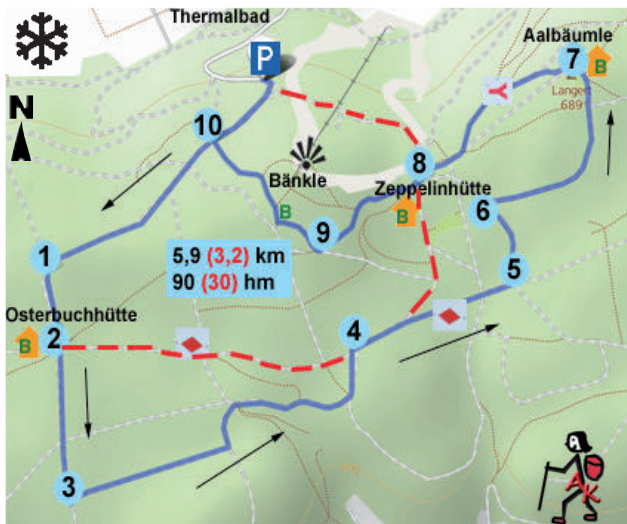 Thermalbad
P
Aalbäumle
7
B
Langert
689
N
10
8
Bänkle
Zeppelinhütte
B
B
6
9
1
5,9 (3,2) km
90 (30) hm
5
Osterbuchhütte
B
2
4
3
A
AK